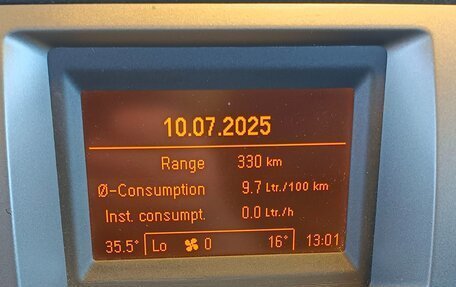 10.07.2025
Range 330 km
Ø-Consumption 9.7 Ltr./100 km
Inst. consumpt. 0.0 Ltr./h
35.5° Lo 0 16° 13:01